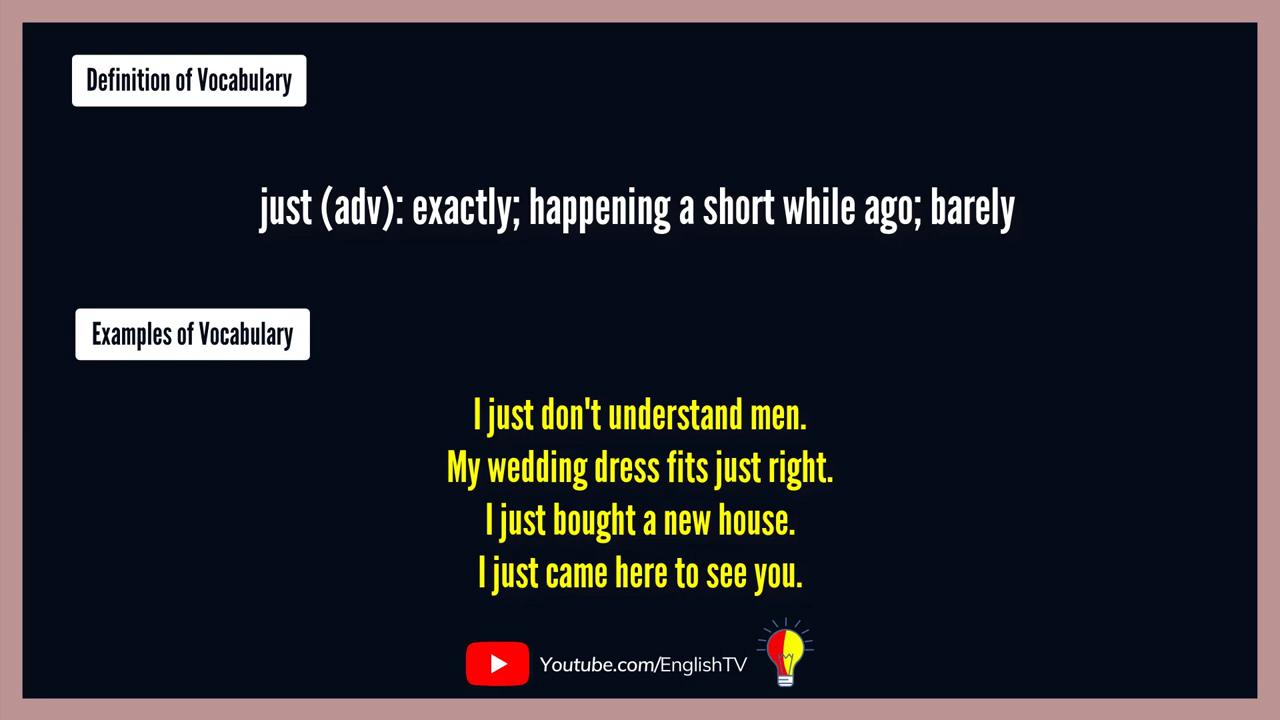 Definition of Vocabulary
just (adv): exactly; happening a short while ago; barely
Examples of Vocabulary
I just don't understand men.
My wedding dress fits just right.
I just bought a new house.
I just came here to see you.
Youtube.com/EnglishTV